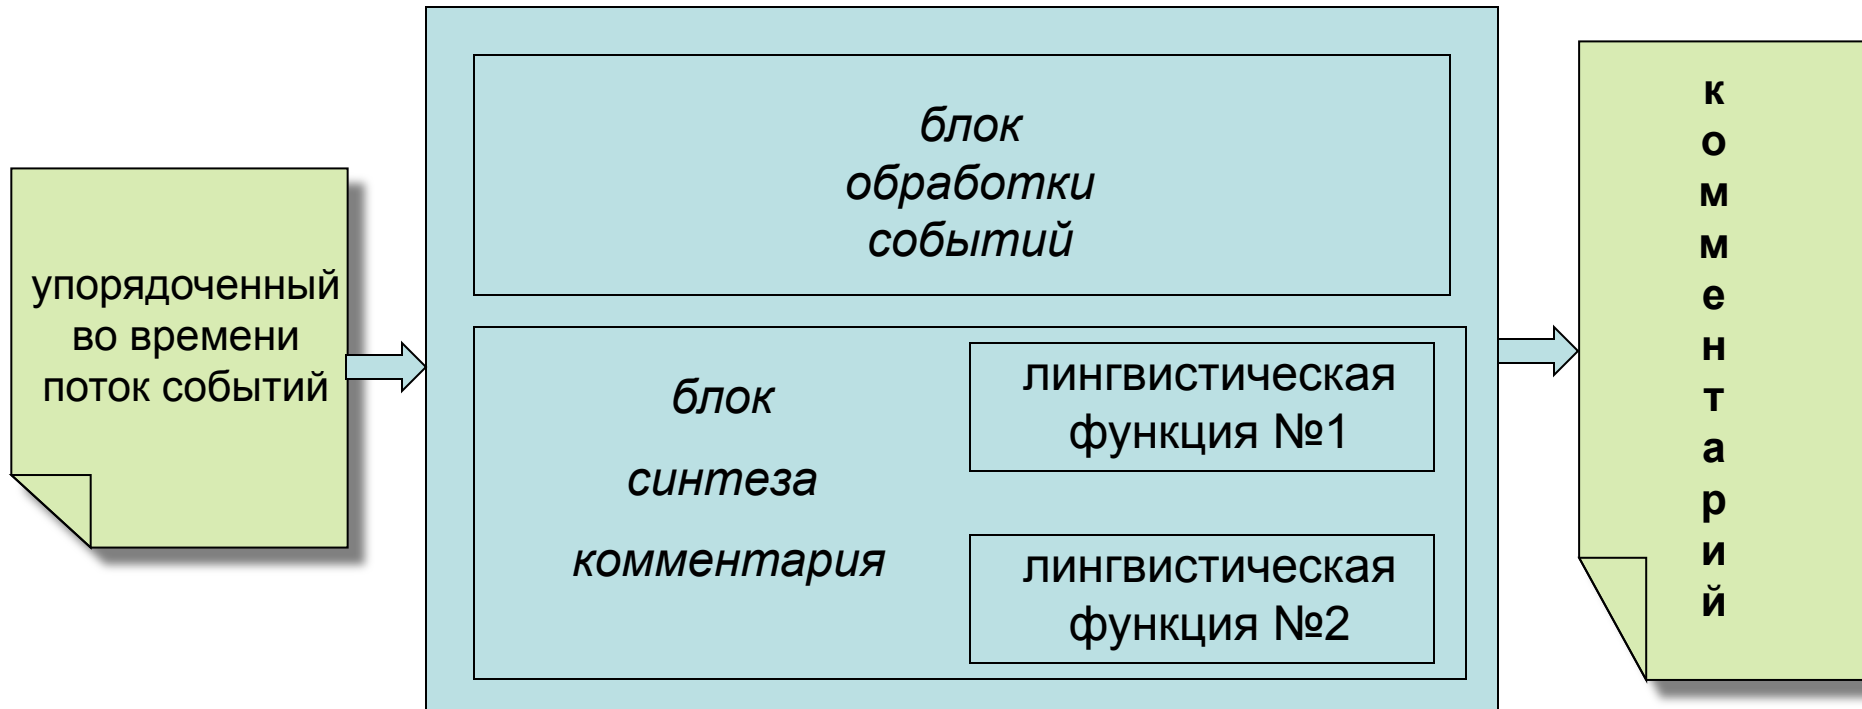 упорядоченный
во времени
поток событий
блок
обработки
событий
блок
синтеза
комментария
лингвистическая
функция №1
лингвистическая
функция №2
к
о
м
м
е
н
т
а
р
и
й